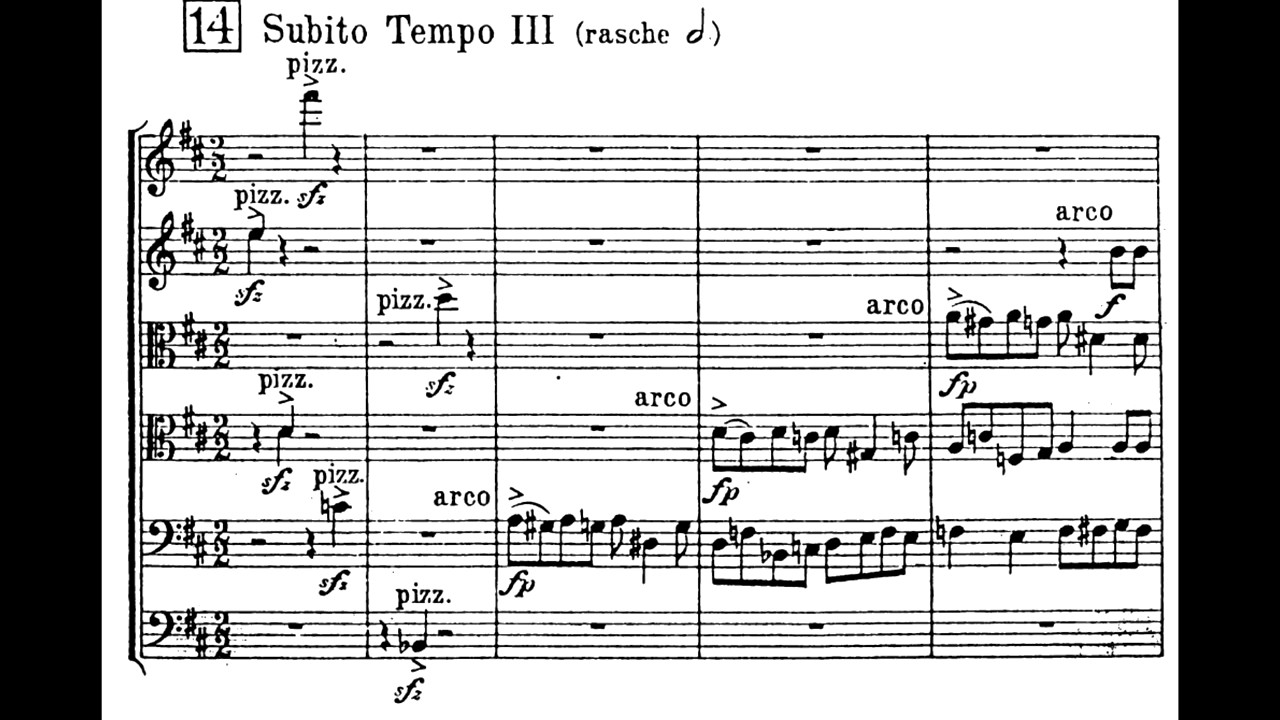 14 Subito Tempo III (rasche 𝅗𝅥)
pizz.
sfz
pizz.
arco
sfz
pizz.
arco
f
pizz.
sfz
arco
fp
sfz
pizz.
arco
fp
sfz
fp
pizz.
sfz